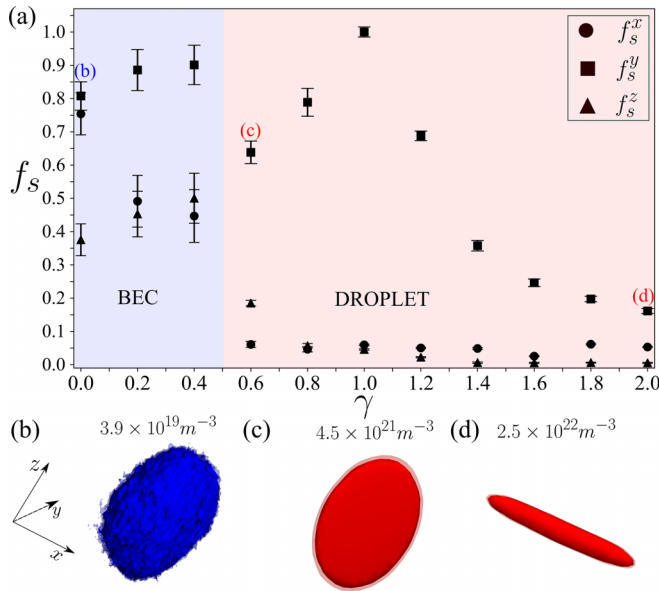 (a)
1.0
0.9
0.8
0.7
0.6
0.5
0.4
0.3
0.2
0.1
0.0
f_s
(b)
(c)
(d)
f_s^x
f_s^y
f_s^z
BEC
DROPLET
0.0 0.2 0.4 0.6 0.8 1.0 1.2 1.4 1.6 1.8 2.0
γ
(b) 3.9 × 10^19 m^−3
(c) 4.5 × 10^21 m^−3
(d) 2.5 × 10^22 m^−3
z
y
x